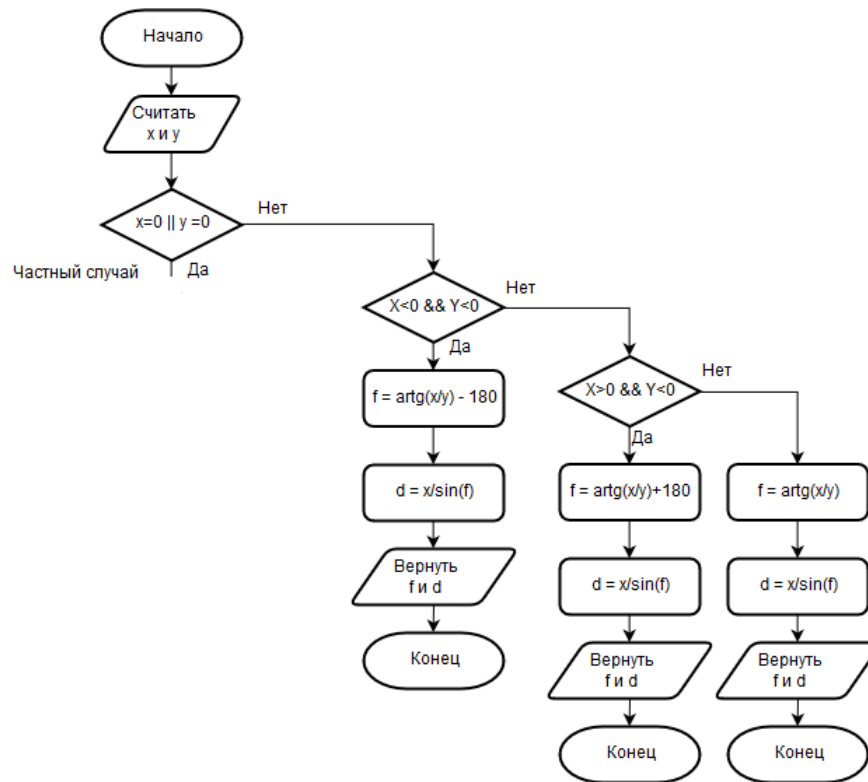 Начало
Считать
x и y
x=0 || y =0
Нет
Частный случай
Да
X<0 && Y<0
Нет
Да
f = artg(x/y) - 180
d = x/sin(f)
Вернуть
f и d
Конец
X>0 && Y<0
Нет
Да
f = artg(x/y)+180
d = x/sin(f)
Вернуть
f и d
Конец
f = artg(x/y)
d = x/sin(f)
Вернуть
f и d
Конец